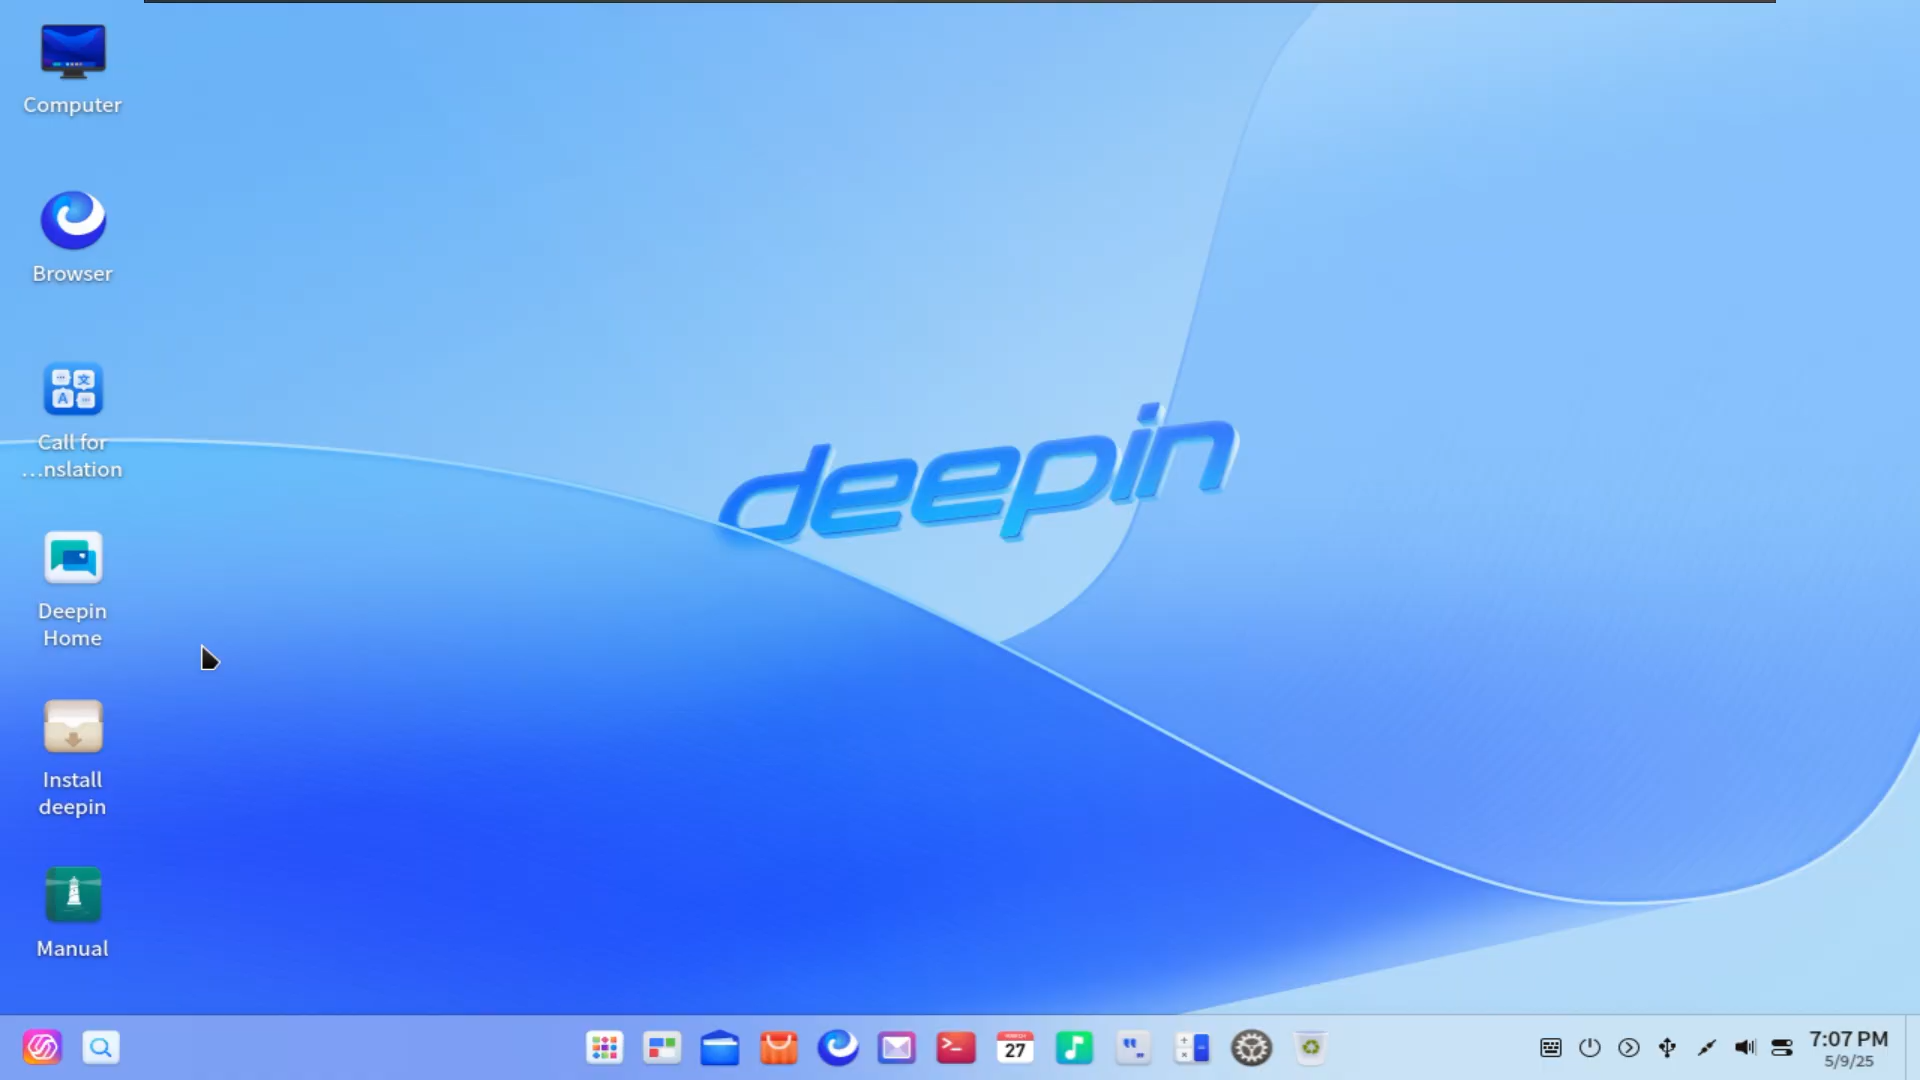 Computer
Browser
Call for
...nslation
Deepin
Home
Install
deepin
Manual
deepin
27
7:07 PM
5/9/25